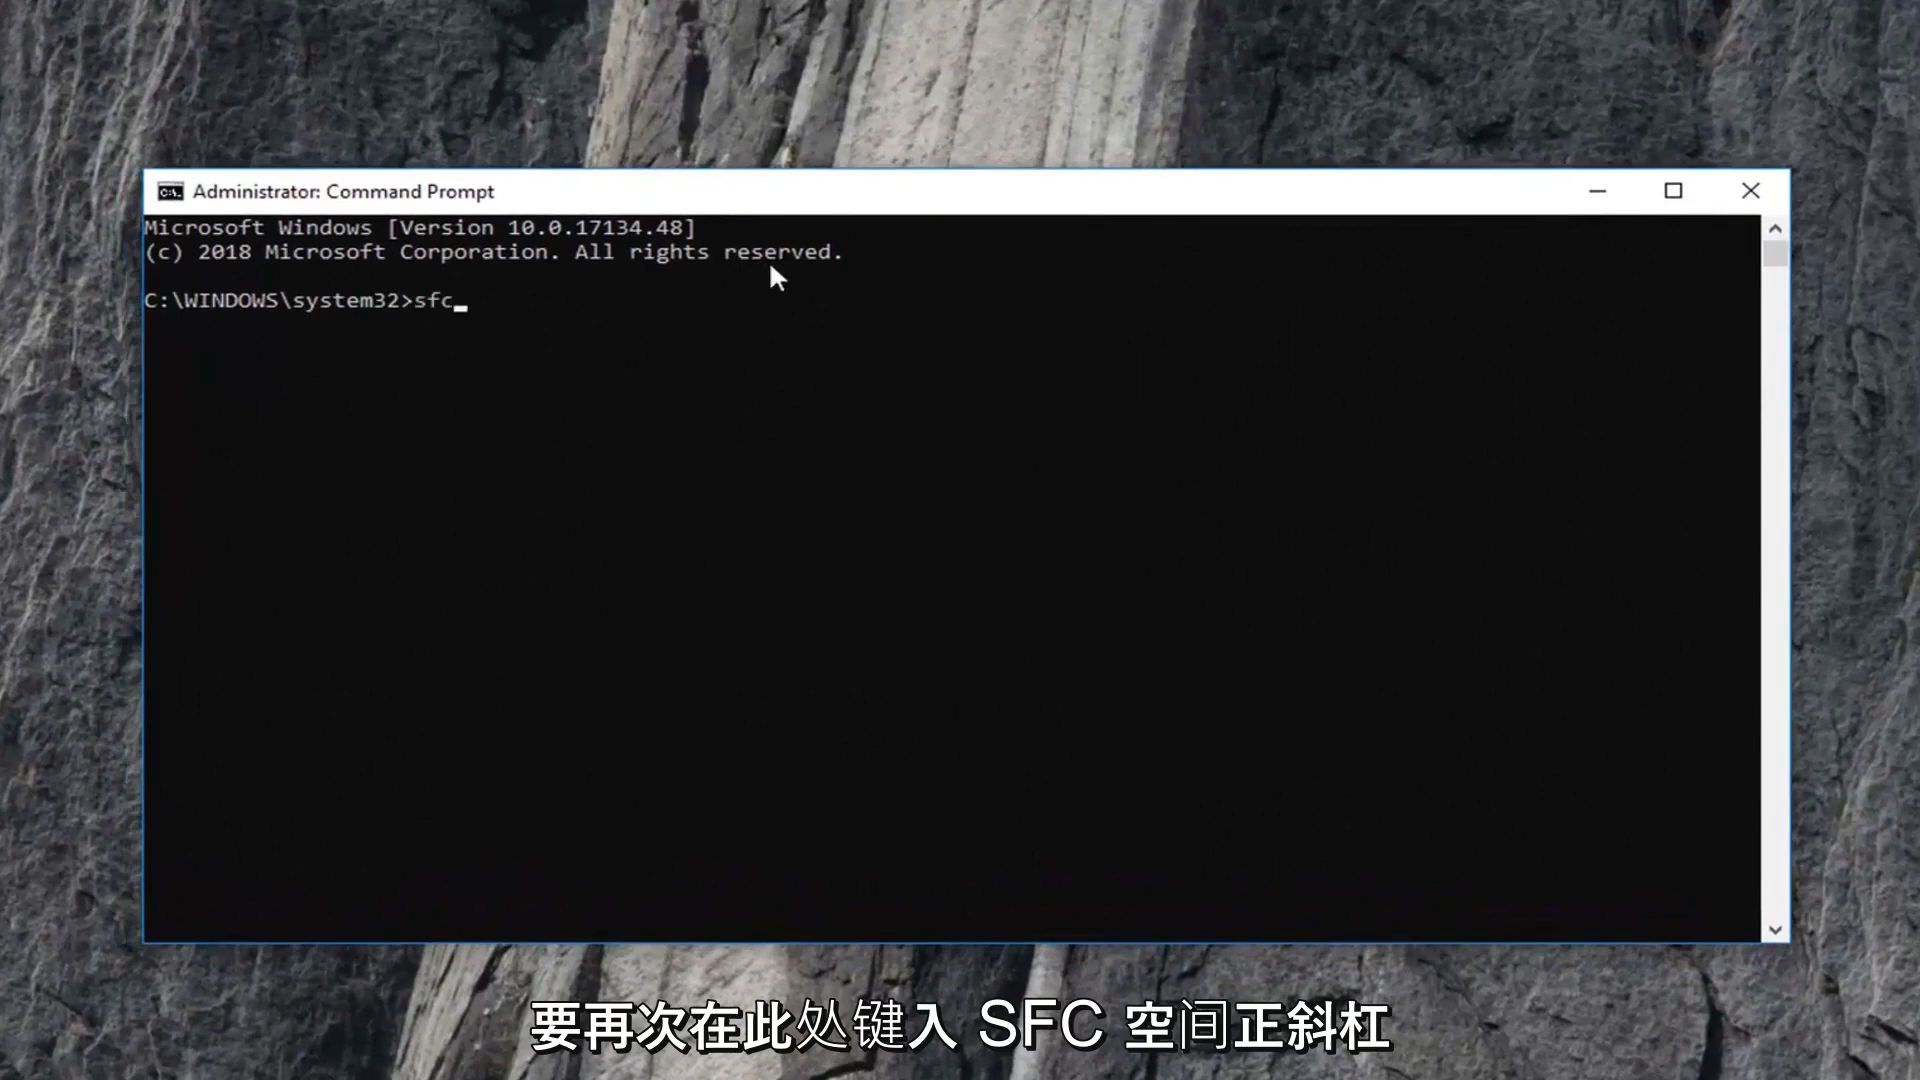 Administrator: Command Prompt
Microsoft Windows [Version 10.0.17134.48]
(c) 2018 Microsoft Corporation. All rights reserved.
C:\WINDOWS\system32>sfc
要再次在此处键入 SFC 空间正斜杠